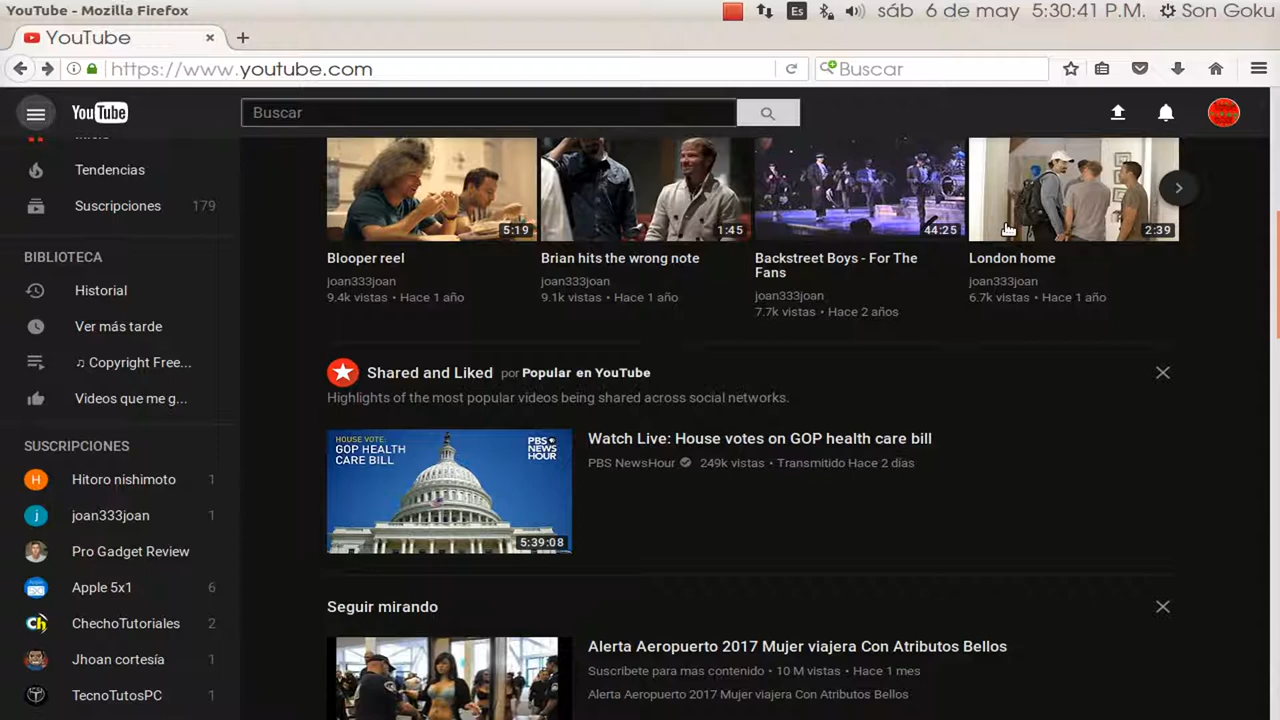 YouTube - Mozilla Firefox
Es
sáb 6 de may 5:30:41 P.M.
Son Goku
YouTube
https://www.youtube.com
Buscar
YouTube
Buscar
Tendencias
Suscripciones 179
BIBLIOTECA
Historial
Ver más tarde
♫ Copyright Free...
Videos que me g...
SUSCRIPCIONES
H Hitoro nishimoto 1
j joan333joan 1
Pro Gadget Review
Apple 5x1 6
Ch ChechoTutoriales 2
Jhoan cortesía 1
TecnoTutosPC 1
5:19
Blooper reel
joan333joan
9.4k vistas • Hace 1 año
1:45
Brian hits the wrong note
joan333joan
9.1k vistas • Hace 1 año
44:25
Backstreet Boys - For The
Fans
joan333joan
7.7k vistas • Hace 2 años
2:39
London home
joan333joan
6.7k vistas • Hace 1 año
Shared and Liked por Popular en YouTube
Highlights of the most popular videos being shared across social networks.
HOUSE VOTE:
GOP HEALTH
CARE BILL
PBS
NEWS
HOUR
5:39:08
Watch Live: House votes on GOP health care bill
PBS NewsHour 249k vistas • Transmitido Hace 2 días
Seguir mirando
Alerta Aeropuerto 2017 Mujer viajera Con Atributos Bellos
Suscribete para mas contenido • 10 M vistas • Hace 1 mes
Alerta Aeropuerto 2017 Mujer viajera Con Atributos Bellos